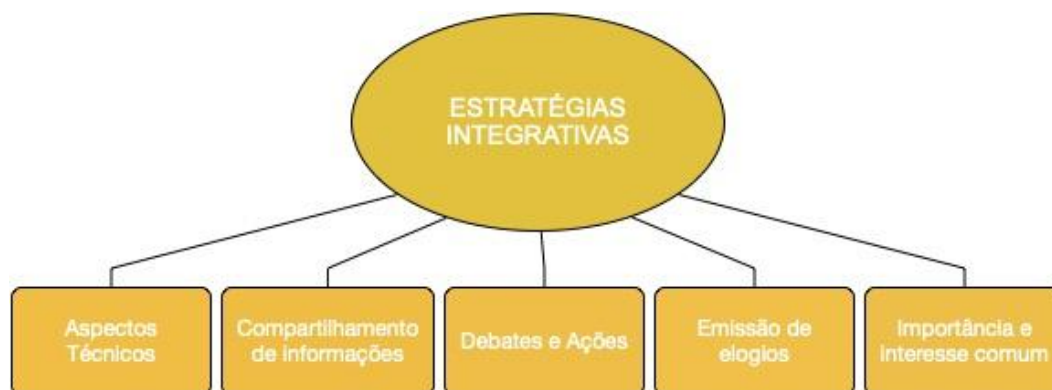 ESTRATÉGIAS
INTEGRATIVAS
Aspectos
Técnicos
Compartilhamento
de informações
Debates e Ações
Emissão de
elogios
Importância e
interesse comum